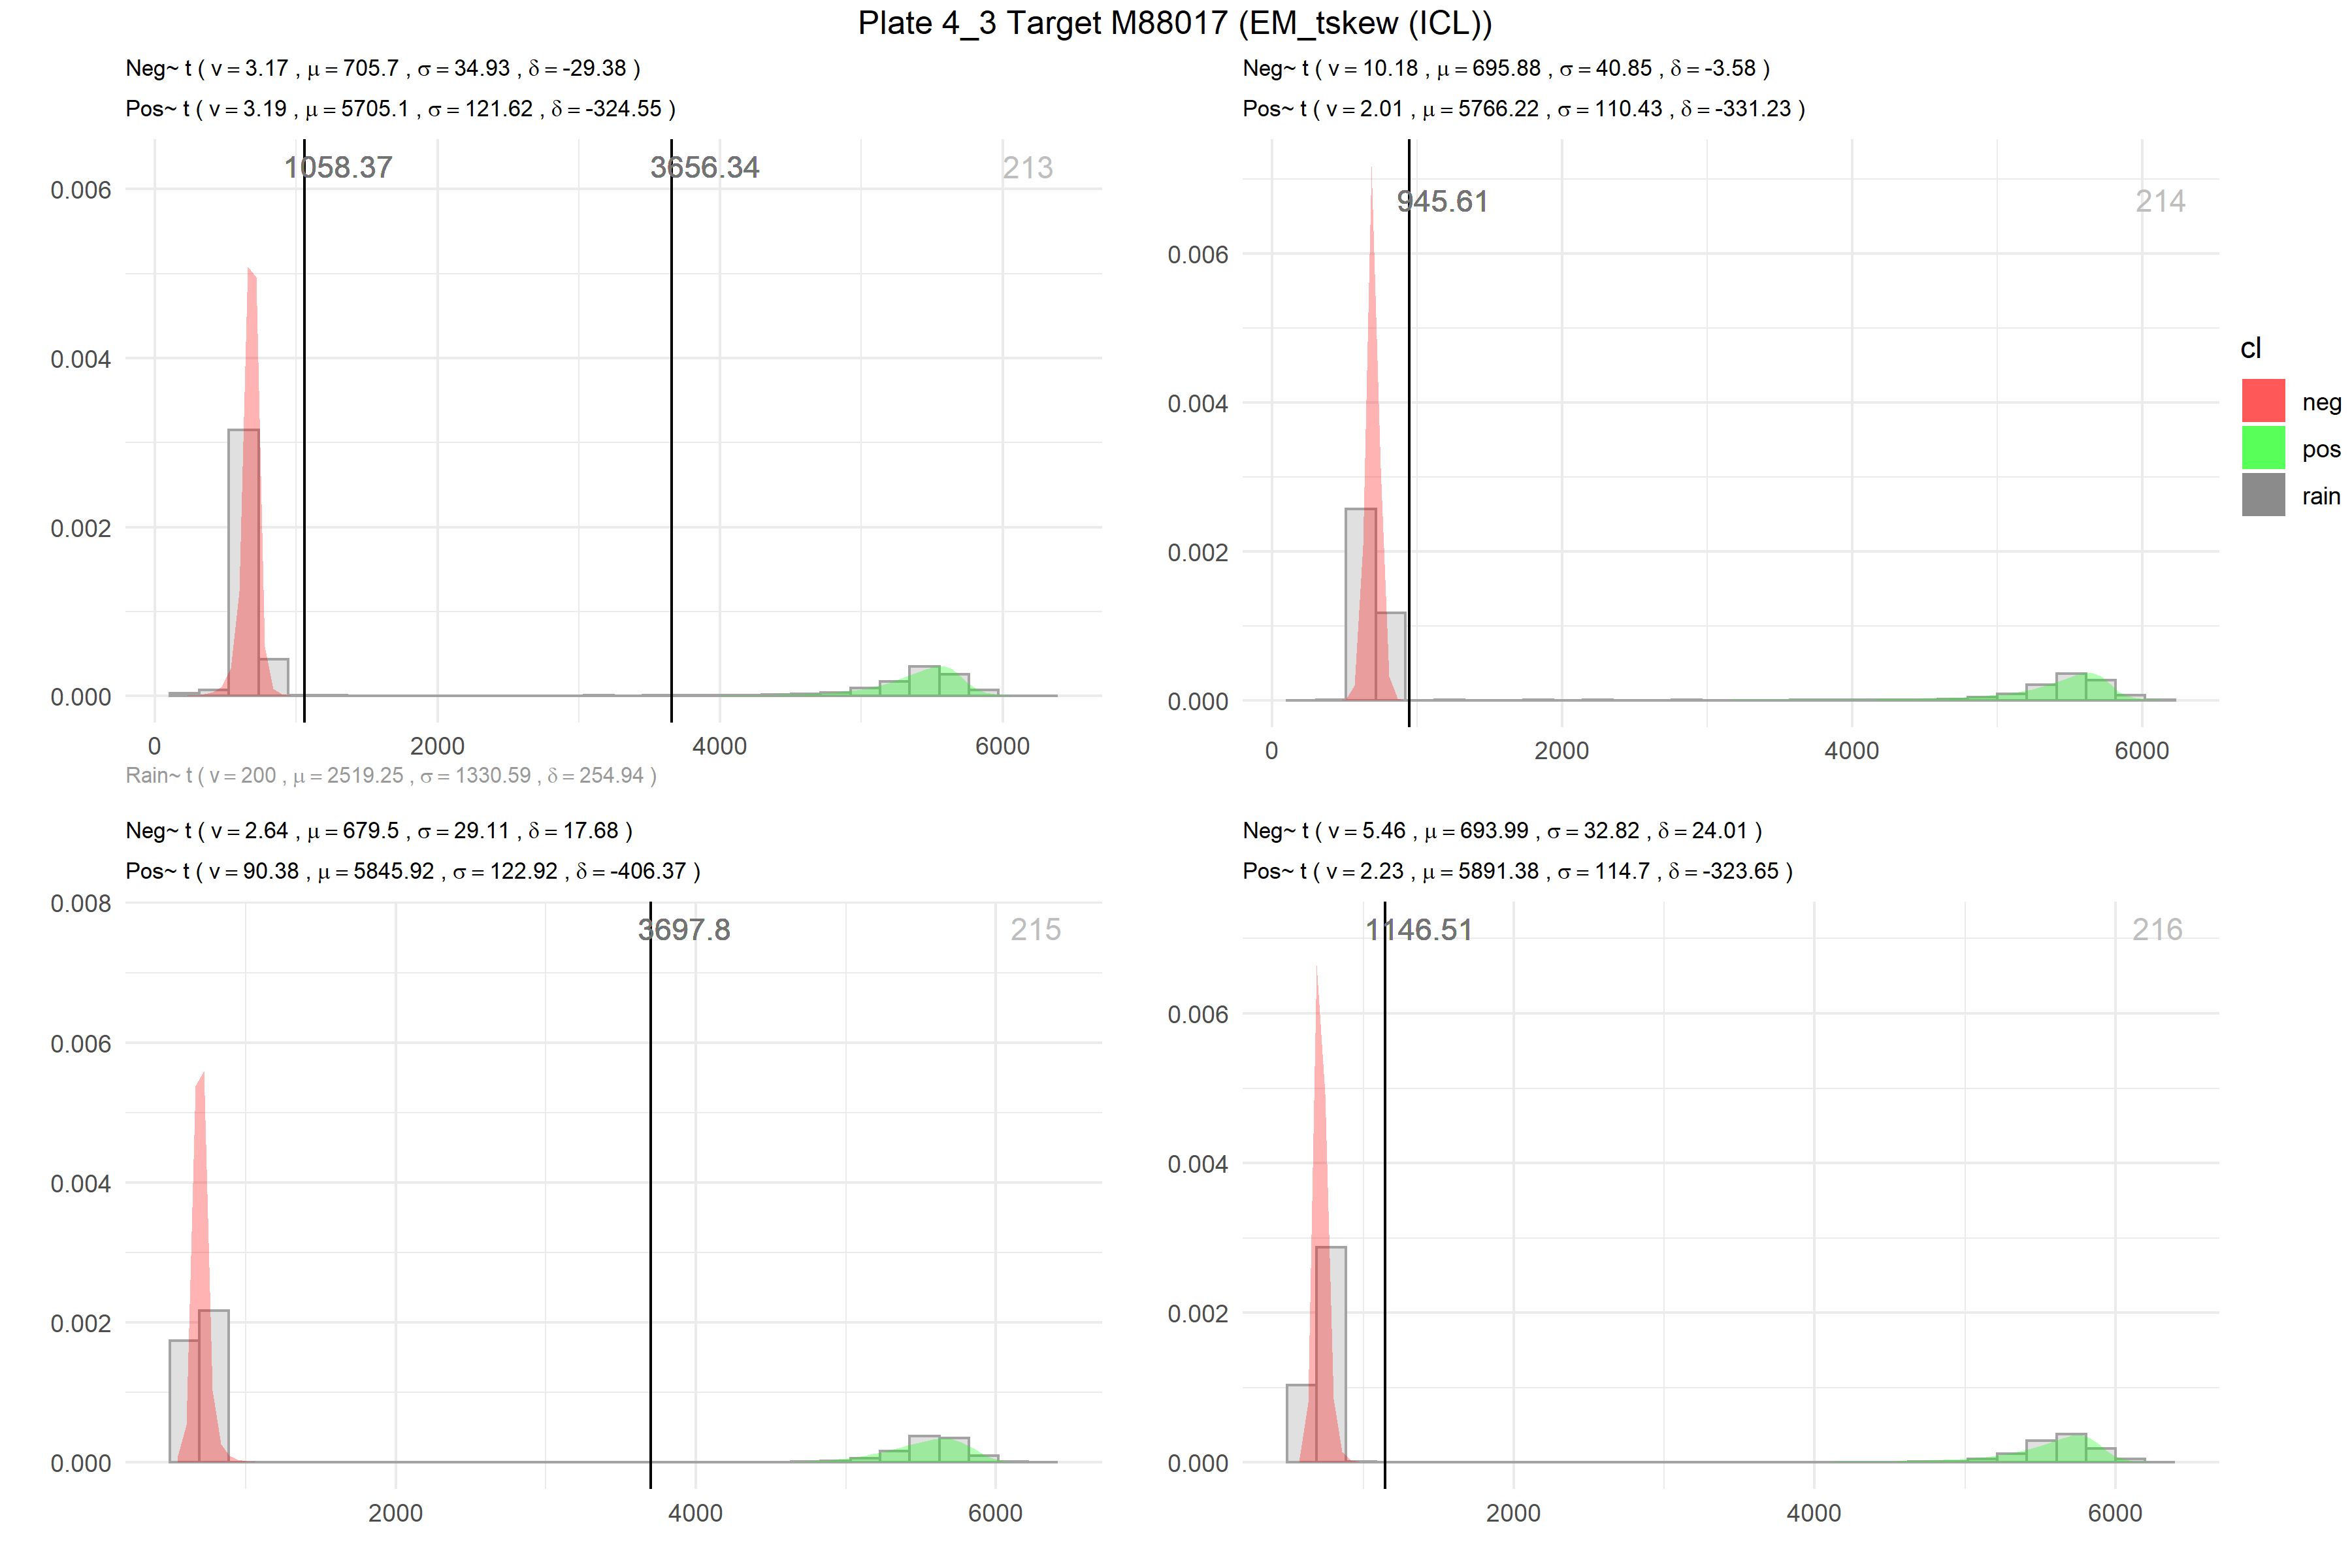 Plate 4_3 Target M88017 (EM_tskew (ICL))
Neg~ t ( ν = 3.17 , μ = 705.7 , σ = 34.93 , δ = -29.38 )
Pos~ t ( ν = 3.19 , μ = 5705.1 , σ = 121.62 , δ = -324.55 )
1058.37 3656.34 213
0.006
0.004
0.002
0.000
0 2000 4000 6000
Rain~ t ( ν = 200 , μ = 2519.25 , σ = 1330.59 , δ = 254.94 )
Neg~ t ( ν = 10.18 , μ = 695.88 , σ = 40.85 , δ = -3.58 )
Pos~ t ( ν = 2.01 , μ = 5766.22 , σ = 110.43 , δ = -331.23 )
945.61 214
0.006
0.004
0.002
0.000
0 2000 4000 6000
cl
neg
pos
rain
Neg~ t ( ν = 2.64 , μ = 679.5 , σ = 29.11 , δ = 17.68 )
Pos~ t ( ν = 90.38 , μ = 5845.92 , σ = 122.92 , δ = -406.37 )
0.008
3697.8 215
0.006
0.004
0.002
0.000
2000 4000 6000
Neg~ t ( ν = 5.46 , μ = 693.99 , σ = 32.82 , δ = 24.01 )
Pos~ t ( ν = 2.23 , μ = 5891.38 , σ = 114.7 , δ = -323.65 )
1146.51 216
0.006
0.004
0.002
0.000
2000 4000 6000